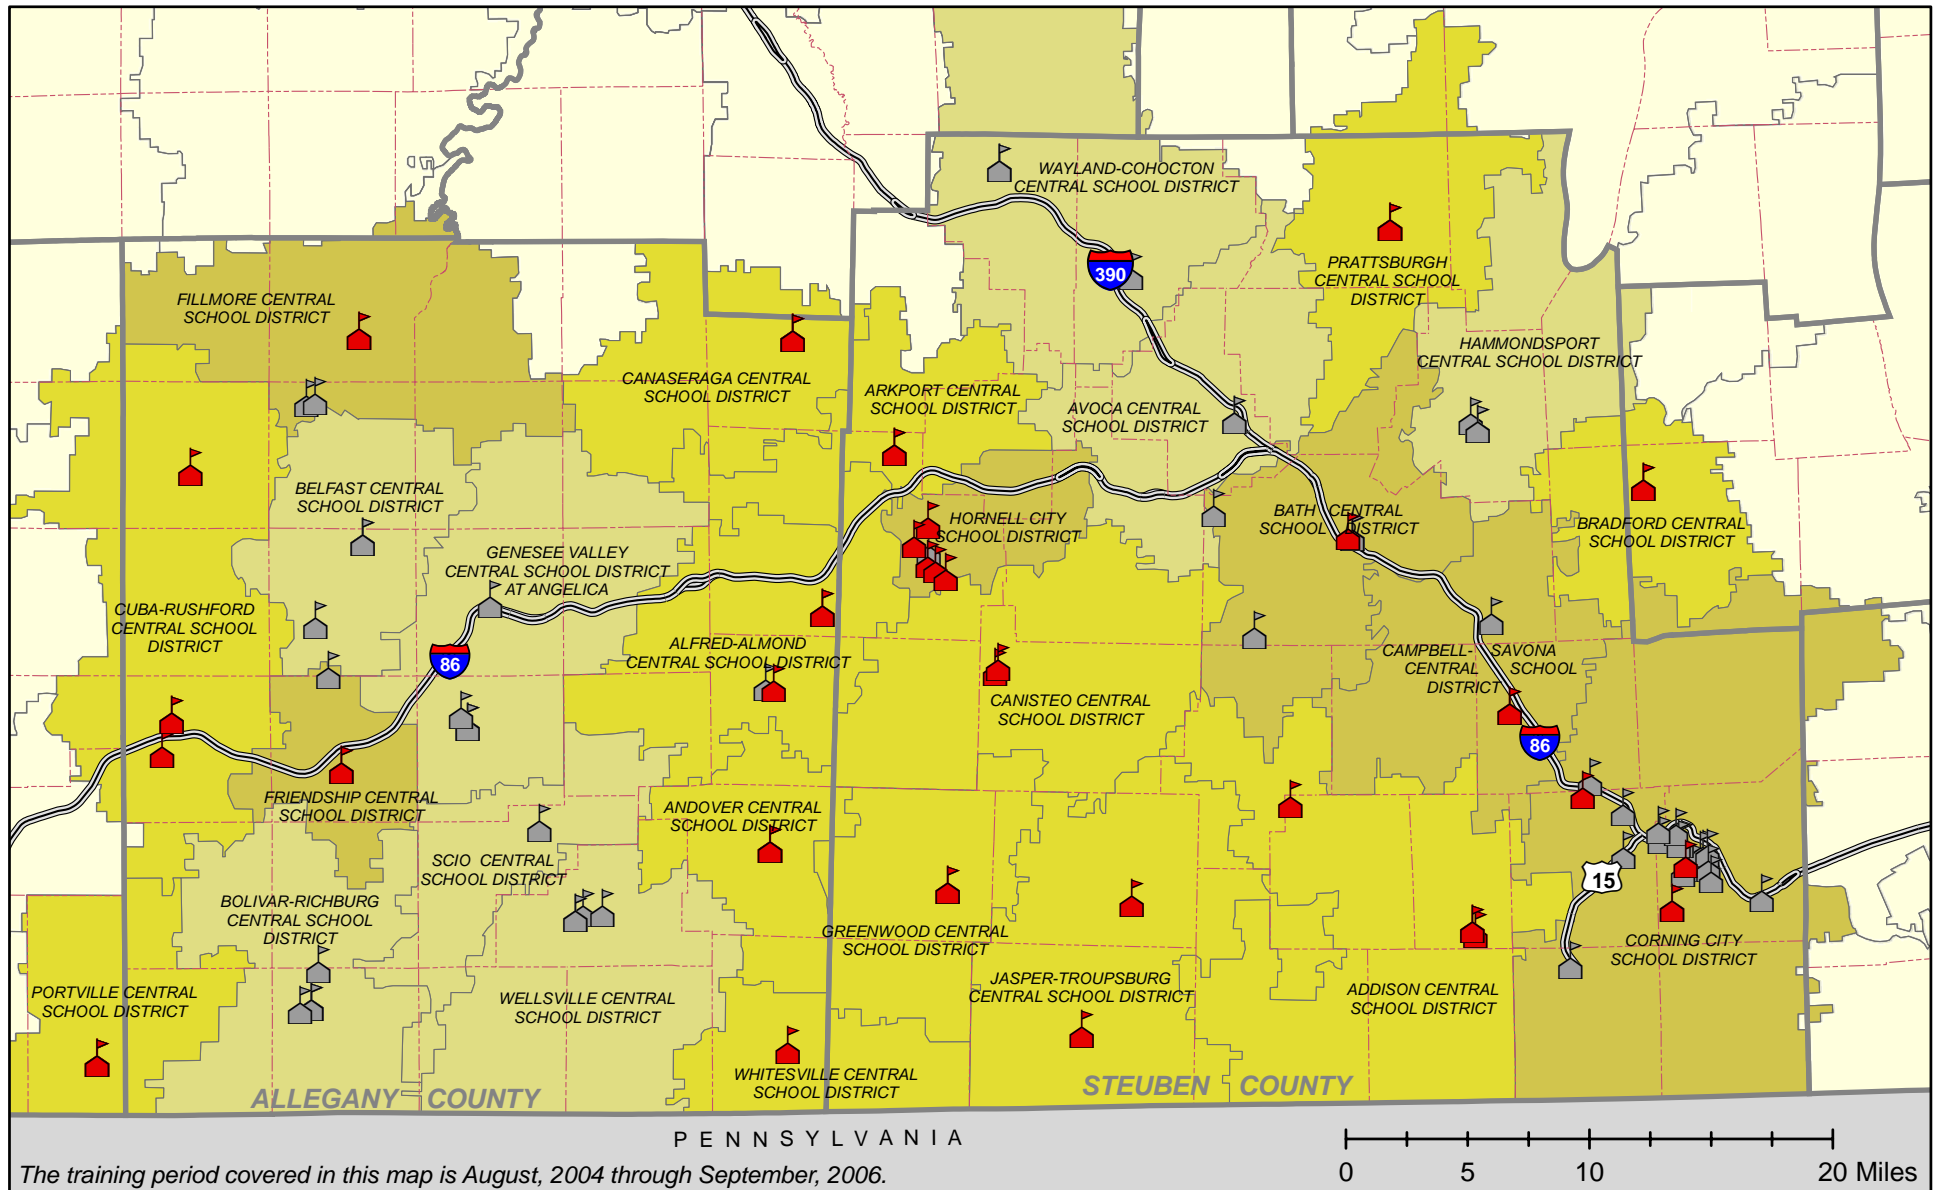 WAYLAND-COHOCTON
CENTRAL SCHOOL DISTRICT
390
PRATTSBURGH
CENTRAL SCHOOL
DISTRICT
FILLMORE CENTRAL
SCHOOL DISTRICT
HAMMONDSPORT
CENTRAL SCHOOL DISTRICT
CANASERAGA CENTRAL
SCHOOL DISTRICT
ARKPORT CENTRAL
SCHOOL DISTRICT
AVOCA CENTRAL
SCHOOL DISTRICT
BELFAST CENTRAL
SCHOOL DISTRICT
HORNELL CITY
SCHOOL DISTRICT
BATH CENTRAL
SCHOOL DISTRICT
BRADFORD CENTRAL
SCHOOL DISTRICT
GENESEE VALLEY
CENTRAL SCHOOL DISTRICT
AT ANGELICA
CUBA-RUSHFORD
CENTRAL SCHOOL
DISTRICT
86
ALFRED-ALMOND
CENTRAL SCHOOL DISTRICT
CAMPBELL- SAVONA
CENTRAL SCHOOL
DISTRICT
CANISTEO CENTRAL
SCHOOL DISTRICT
86
FRIENDSHIP CENTRAL
SCHOOL DISTRICT
ANDOVER CENTRAL
SCHOOL DISTRICT
SCIO CENTRAL
SCHOOL DISTRICT
15
BOLIVAR-RICHBURG
CENTRAL SCHOOL
DISTRICT
GREENWOOD CENTRAL
SCHOOL DISTRICT
CORNING CITY
SCHOOL DISTRICT
PORTVILLE CENTRAL
SCHOOL DISTRICT
WELLSVILLE CENTRAL
SCHOOL DISTRICT
JASPER-TROUPSBURG
CENTRAL SCHOOL DISTRICT
ADDISON CENTRAL
SCHOOL DISTRICT
WHITESVILLE CENTRAL
SCHOOL DISTRICT
ALLEGANY COUNTY
STEUBEN COUNTY
PENNSYLVANIA
0 5 10 20 Miles
The training period covered in this map is August, 2004 through September, 2006.